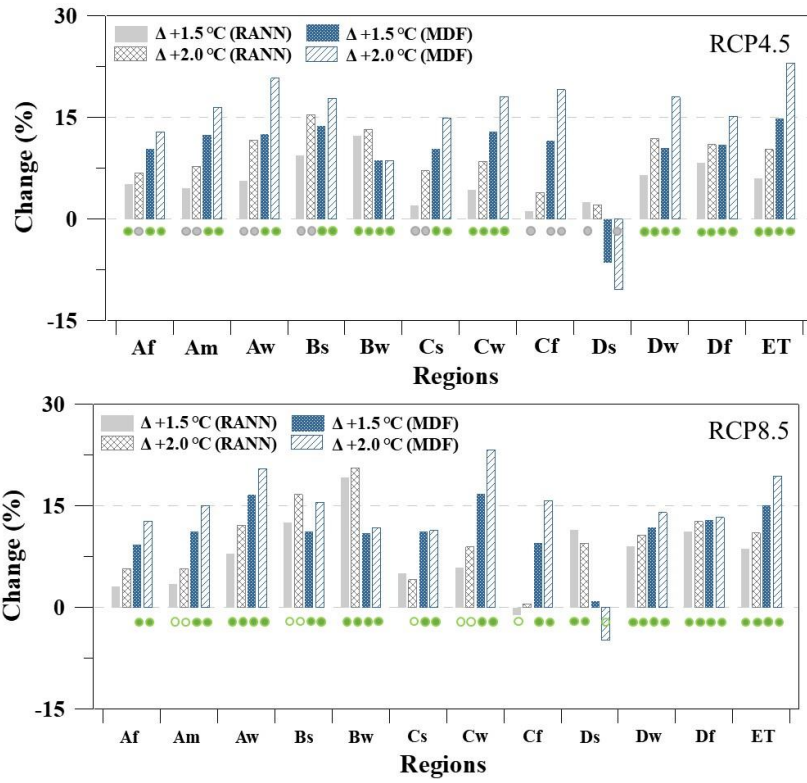 30
Δ +1.5 °C (RANN) Δ +1.5 °C (MDF)
Δ +2.0 °C (RANN) Δ +2.0 °C (MDF)
RCP4.5
15
Change (%)
0
-15
Af Am Aw Bs Bw Cs Cw Cf Ds Dw Df ET
Regions
30
Δ +1.5 °C (RANN) Δ +1.5 °C (MDF)
Δ +2.0 °C (RANN) Δ +2.0 °C (MDF)
RCP8.5
15
Change (%)
0
-15
Af Am Aw Bs Bw Cs Cw Cf Ds Dw Df ET
Regions